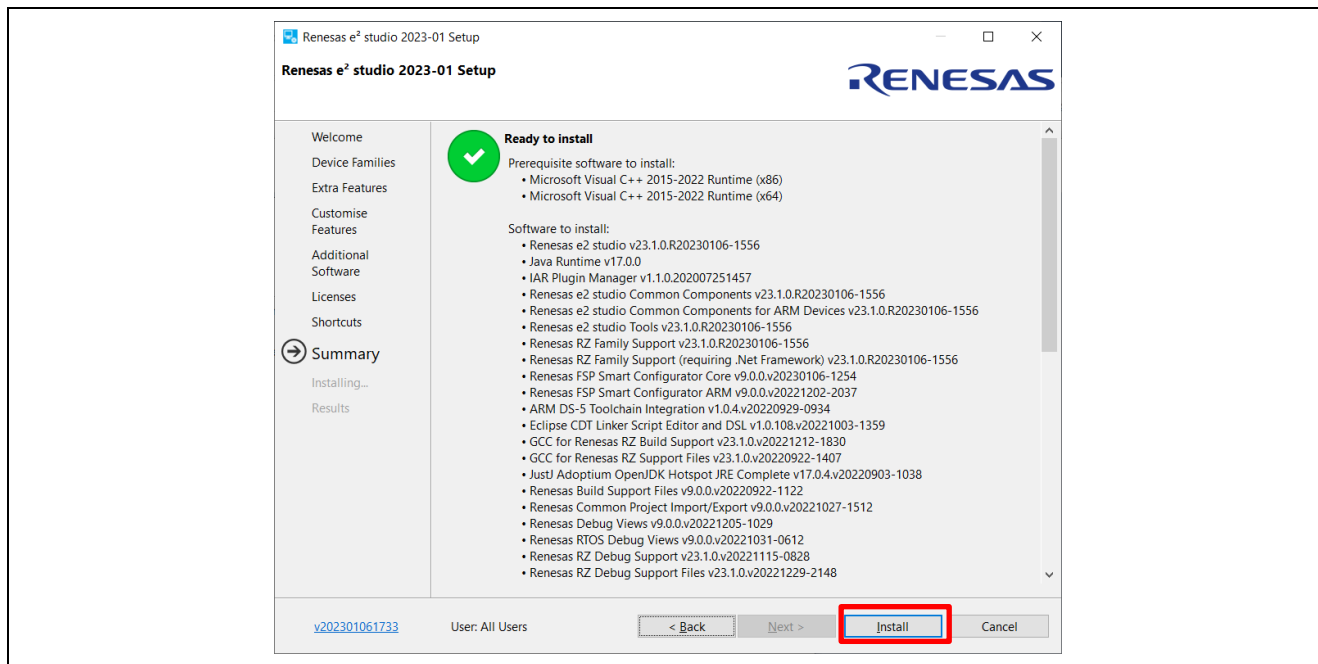 Renesas e² studio 2023-01 Setup
Renesas e² studio 2023-01 Setup
RENESAS
Welcome
Device Families
Extra Features
Customise
Features
Additional
Software
Licenses
Shortcuts
Summary
Installing...
Results
Ready to install
Prerequisite software to install:
• Microsoft Visual C++ 2015-2022 Runtime (x86)
• Microsoft Visual C++ 2015-2022 Runtime (x64)
Software to install:
• Renesas e2 studio v23.1.0.R20230106-1556
• Java Runtime v17.0.0
• IAR Plugin Manager v1.1.0.202007251457
• Renesas e2 studio Common Components v23.1.0.R20230106-1556
• Renesas e2 studio Common Components for ARM Devices v23.1.0.R20230106-1556
• Renesas e2 studio Tools v23.1.0.R20230106-1556
• Renesas RZ Family Support v23.1.0.R20230106-1556
• Renesas RZ Family Support (requiring .Net Framework) v23.1.0.R20230106-1556
• Renesas FSP Smart Configurator Core v9.0.0.v20230106-1254
• Renesas FSP Smart Configurator ARM v9.0.0.v20221202-2037
• ARM DS-5 Toolchain Integration v1.0.4.v20220929-0934
• Eclipse CDT Linker Script Editor and DSL v1.0.108.v20221003-1359
• GCC for Renesas RZ Build Support v23.1.0.v20221212-1830
• GCC for Renesas RZ Support Files v23.1.0.v20220922-1407
• JustJ Adoptium OpenJDK Hotspot JRE Complete v17.0.4.v20220903-1038
• Renesas Build Support Files v9.0.0.v20220922-1122
• Renesas Common Project Import/Export v9.0.0.v20221027-1512
• Renesas Debug Views v9.0.0.v20221205-1029
• Renesas RTOS Debug Views v9.0.0.v20221031-0612
• Renesas RZ Debug Support v23.1.0.v20221115-0828
• Renesas RZ Debug Support Files v23.1.0.v20221229-2148
v202301061733
User: All Users
< Back
Next >
Install
Cancel